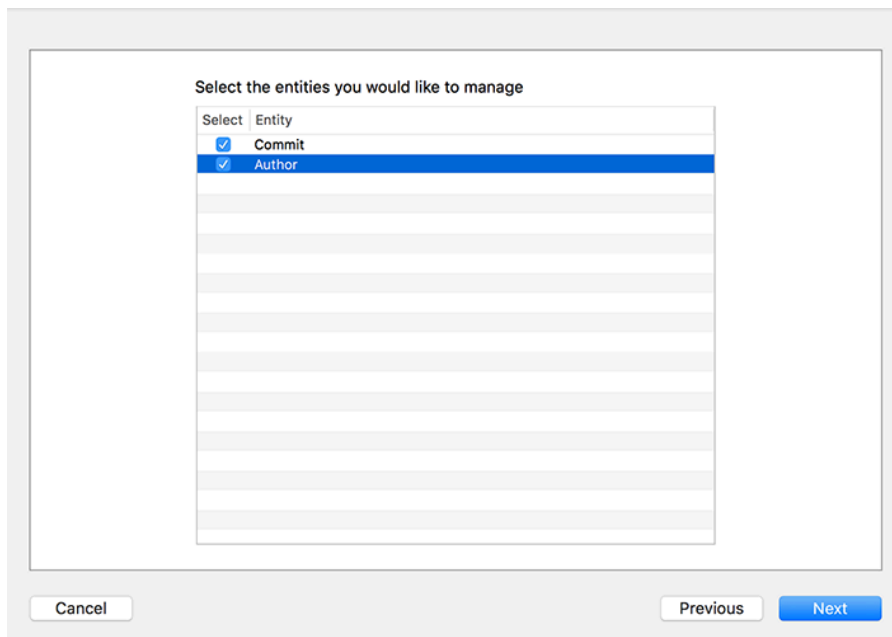 Select the entities you would like to manage
Select Entity
Commit
Author
Cancel Previous Next